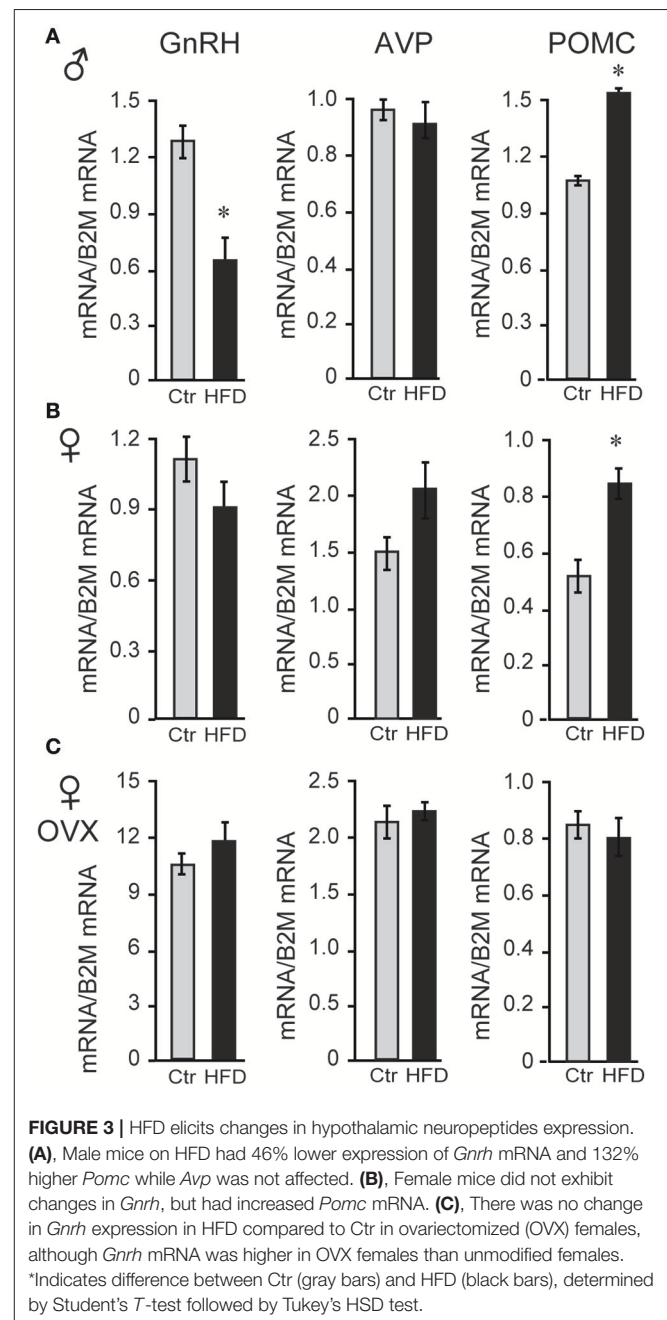 A
♂
GnRH AVP POMC
mRNA/B2M mRNA
1.5
1.2
0.9
0.6
0.3
0
*
Ctr HFD
mRNA/B2M mRNA
1.0
0.8
0.6
0.4
0.2
0
Ctr HFD
mRNA/B2M mRNA
1.5
1.2
0.9
0.6
0.3
0
*
Ctr HFD
B
♀
mRNA/B2M mRNA
1.2
0.9
0.6
0.3
0
Ctr HFD
mRNA/B2M mRNA
2.5
2.0
1.5
1.0
0.5
0
Ctr HFD
mRNA/B2M mRNA
1.0
0.8
0.6
0.4
0.2
0
*
Ctr HFD
C
♀
OVX
mRNA/B2M mRNA
15
12
9
6
3
0
Ctr HFD
mRNA/B2M mRNA
2.5
2.0
1.5
1.0
0.5
0
Ctr HFD
mRNA/B2M mRNA
1.0
0.8
0.6
0.4
0.2
0
Ctr HFD
FIGURE 3 | HFD elicits changes in hypothalamic neuropeptides expression.
(A), Male mice on HFD had 46% lower expression of Gnrh mRNA and 132%
higher Pomc while Avp was not affected. (B), Female mice did not exhibit
changes in Gnrh, but had increased Pomc mRNA. (C), There was no change
in Gnrh expression in HFD compared to Ctr in ovariectomized (OVX) females,
although Gnrh mRNA was higher in OVX females than unmodified females.
*Indicates difference between Ctr (gray bars) and HFD (black bars), determined
by Student's T-test followed by Tukey's HSD test.